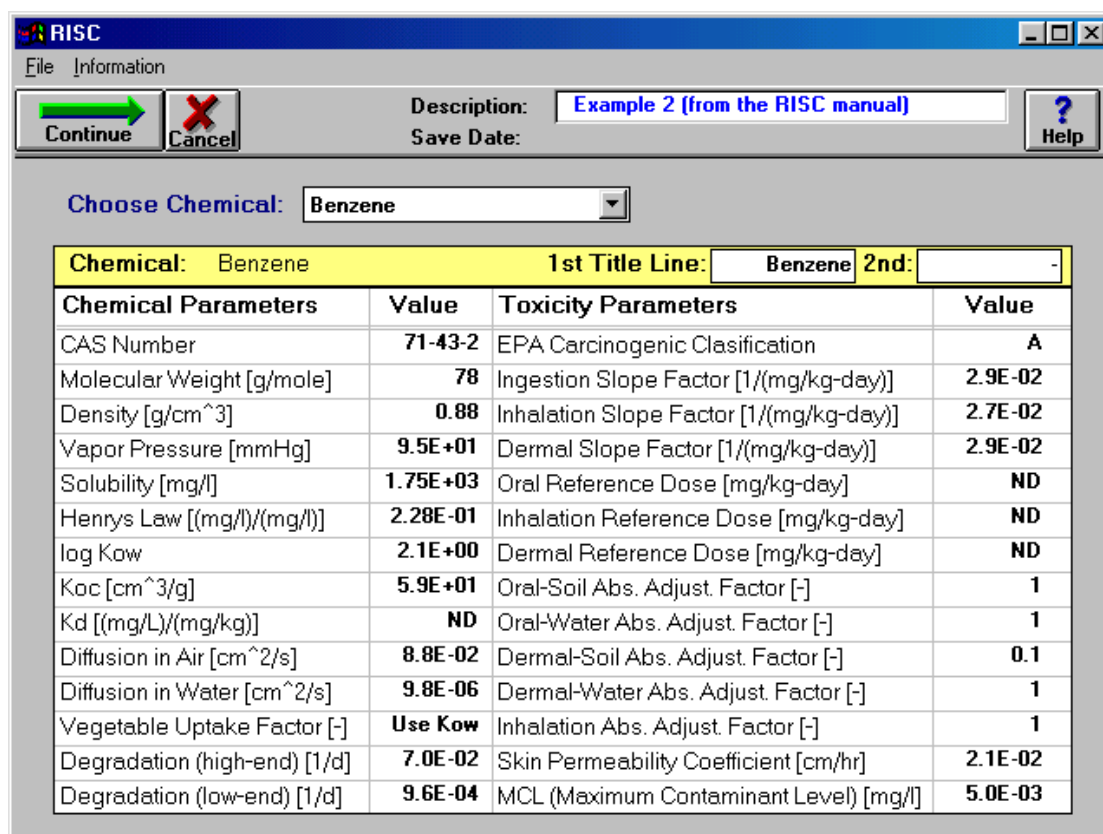 RISC
File Information
Continue Cancel Description: Example 2 (from the RISC manual) Help
Save Date:
Choose Chemical: Benzene
Chemical: Benzene 1st Title Line: Benzene 2nd: -
Chemical Parameters Value Toxicity Parameters Value
CAS Number 71-43-2 EPA Carcinogenic Clasification A
Molecular Weight [g/mole] 78 Ingestion Slope Factor [1/(mg/kg-day)] 2.9E-02
Density [g/cm^3] 0.88 Inhalation Slope Factor [1/(mg/kg-day)] 2.7E-02
Vapor Pressure [mmHg] 9.5E+01 Dermal Slope Factor [1/(mg/kg-day)] 2.9E-02
Solubility [mg/l] 1.75E+03 Oral Reference Dose [mg/kg-day] ND
Henrys Law [(mg/l)/(mg/l)] 2.28E-01 Inhalation Reference Dose [mg/kg-day] ND
log Kow 2.1E+00 Dermal Reference Dose [mg/kg-day] ND
Koc [cm^3/g] 5.9E+01 Oral-Soil Abs. Adjust. Factor [-] 1
Kd [(mg/L)/(mg/kg)] ND Oral-Water Abs. Adjust. Factor [-] 1
Diffusion in Air [cm^2/s] 8.8E-02 Dermal-Soil Abs. Adjust. Factor [-] 0.1
Diffusion in Water [cm^2/s] 9.8E-06 Dermal-Water Abs. Adjust. Factor [-] 1
Vegetable Uptake Factor [-] Use Kow Inhalation Abs. Adjust. Factor [-] 1
Degradation (high-end) [1/d] 7.0E-02 Skin Permeability Coefficient [cm/hr] 2.1E-02
Degradation (low-end) [1/d] 9.6E-04 MCL (Maximum Contaminant Level) [mg/l] 5.0E-03